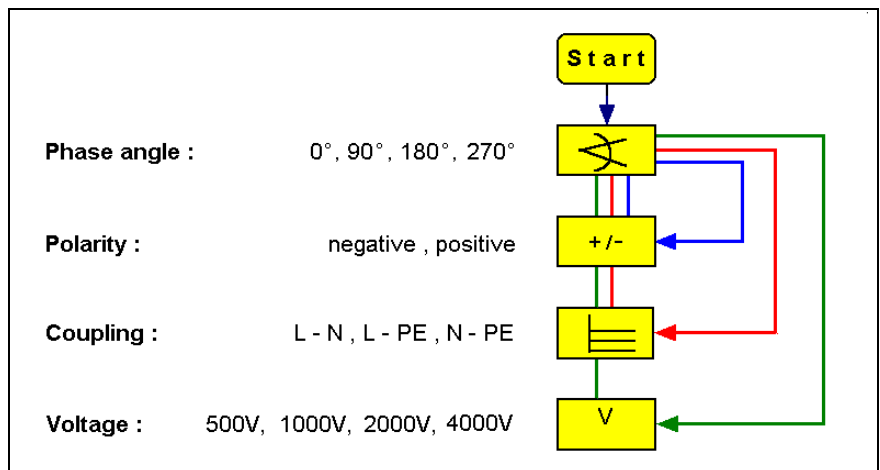 Start
Phase angle : 0°, 90°, 180°, 270°
Polarity : negative , positive +/-
Coupling : L - N , L - PE , N - PE
Voltage : 500V, 1000V, 2000V, 4000V V